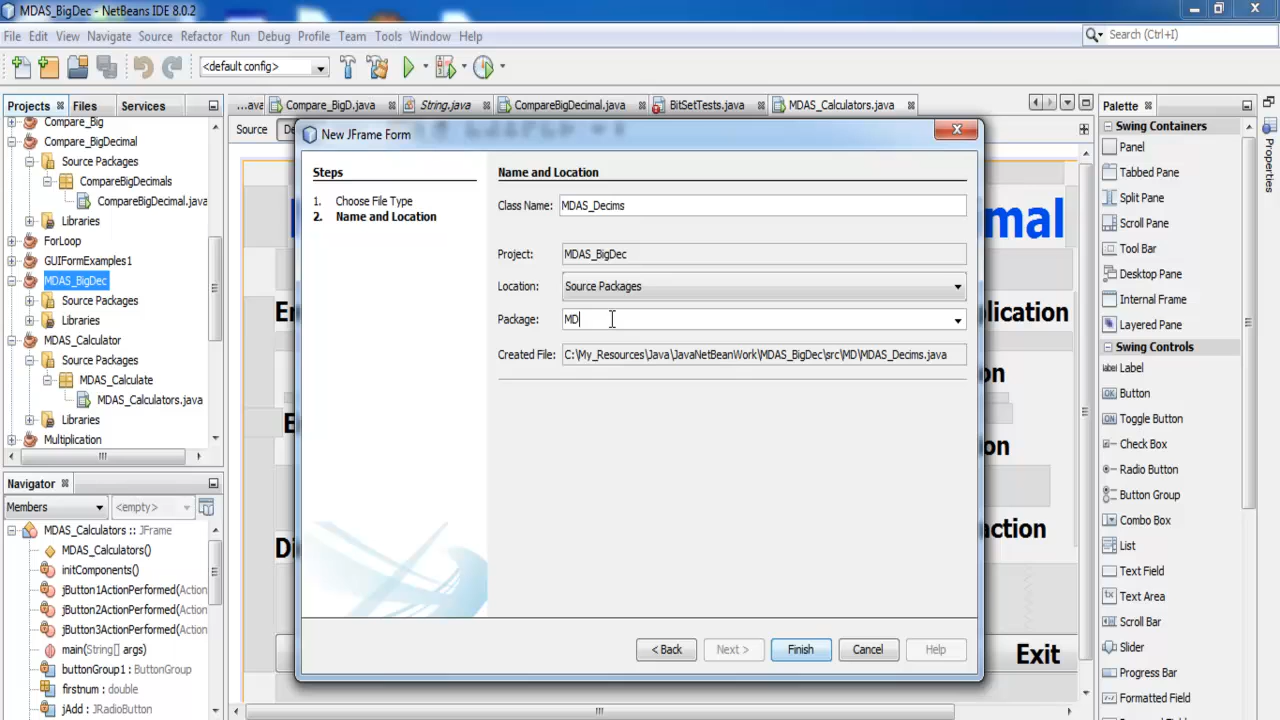 MDAS_BigDec - NetBeans IDE 8.0.2
File Edit View Navigate Source Refactor Run Debug Profile Team Tools Window Help
Search (Ctrl+I)
<default config>
Projects Files Services
...ava Compare_BigD.java String.java CompareBigDecimal.java BitSetTests.java MDAS_Calculators.java
Palette
Source De
Compare_Big
Compare_BigDecimal
Source Packages
CompareBigDecimals
CompareBigDecimal.java
Libraries
ForLoop
GUIFormExamples1
MDAS_BigDec
Source Packages
Libraries
MDAS_Calculator
Source Packages
MDAS_Calculate
MDAS_Calculators.java
Libraries
Multiplication
Navigator
Members <empty>
MDAS_Calculators :: JFrame
MDAS_Calculators()
initComponents()
jButton1ActionPerformed(Action
jButton2ActionPerformed(Action
jButton3ActionPerformed(Action
main(String[] args)
buttonGroup1 : ButtonGroup
firstnum : double
jAdd : JRadioButton
New JFrame Form
Steps
1. Choose File Type
2. Name and Location
Name and Location
Class Name: MDAS_Decims
Project: MDAS_BigDec
Location: Source Packages
Package: MD
Created File: C:\My_Resources\Java\JavaNetBeanWork\MDAS_BigDec\src\MD\MDAS_Decims.java
< Back Next > Finish Cancel Help
mal
En
lication
on
E
on
action
Di
Exit
Swing Containers
Panel
Tabbed Pane
Split Pane
Scroll Pane
Tool Bar
Desktop Pane
Internal Frame
Layered Pane
Swing Controls
label Label
OK Button
ON Toggle Button
Check Box
Radio Button
Button Group
Combo Box
List
Text Field
Text Area
Scroll Bar
Slider
Progress Bar
Formatted Field
Properties